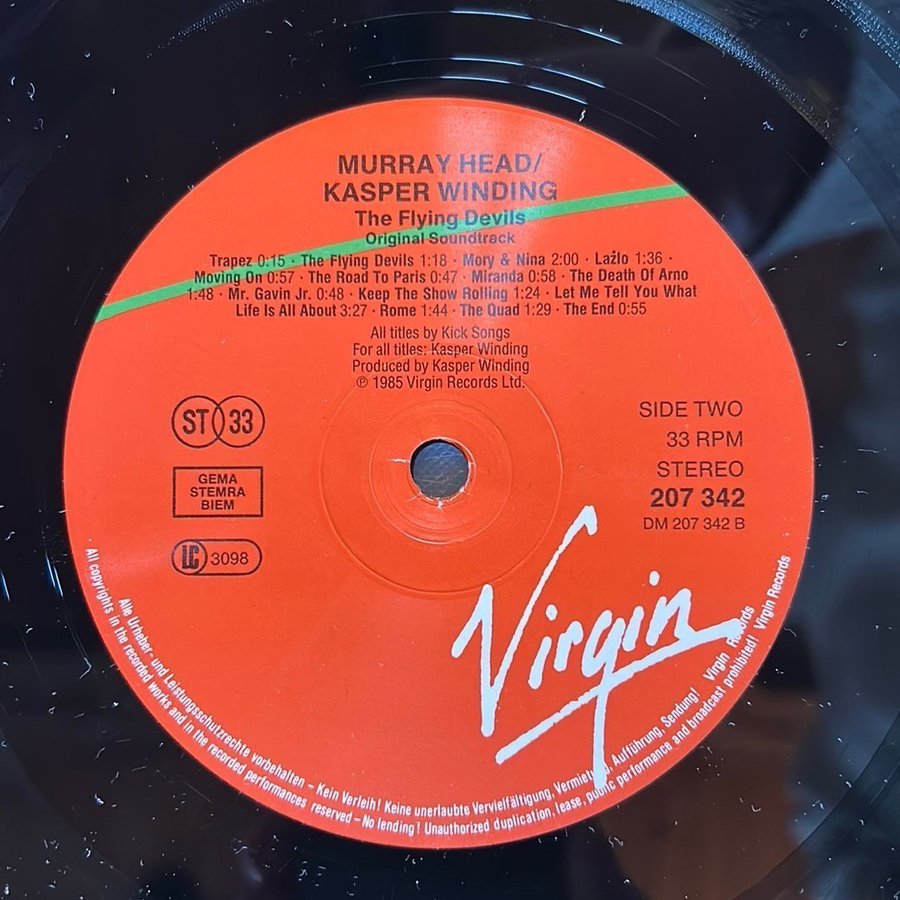 MURRAY HEAD/
KASPER WINDING
The Flying Devils
Original Soundtrack
Trapez 0:15 · The Flying Devils 1:18 · Mory & Nina 2:00 · Lažlo 1:36 ·
Moving On 0:57 · The Road To Paris 0:47 · Miranda 0:58 · The Death Of Arno
1:48 · Mr. Gavin Jr. 0:48 · Keep The Show Rolling 1:24 · Let Me Tell You What
Life Is All About 3:27 · Rome 1:44 · The Quad 1:29 · The End 0:55
All titles by Kick Songs
For all titles: Kasper Winding
Produced by Kasper Winding
℗ 1985 Virgin Records Ltd.
ST 33
GEMA
STEMRA
BIEM
LC 3098
SIDE TWO
33 RPM
STEREO
207 342
DM 207 342 B
Virgin
Alle Urheber- und Leistungsschutzrechte vorbehalten – Kein Verleih! Keine unerlaubte Vervielfältigung, Vermietung, Aufführung, Sendung! Virgin Records
All copyrights in the recorded works and in the recorded performances reserved – No lending! Unauthorized duplication, lease, public performance and broadcast prohibited! Virgin Records